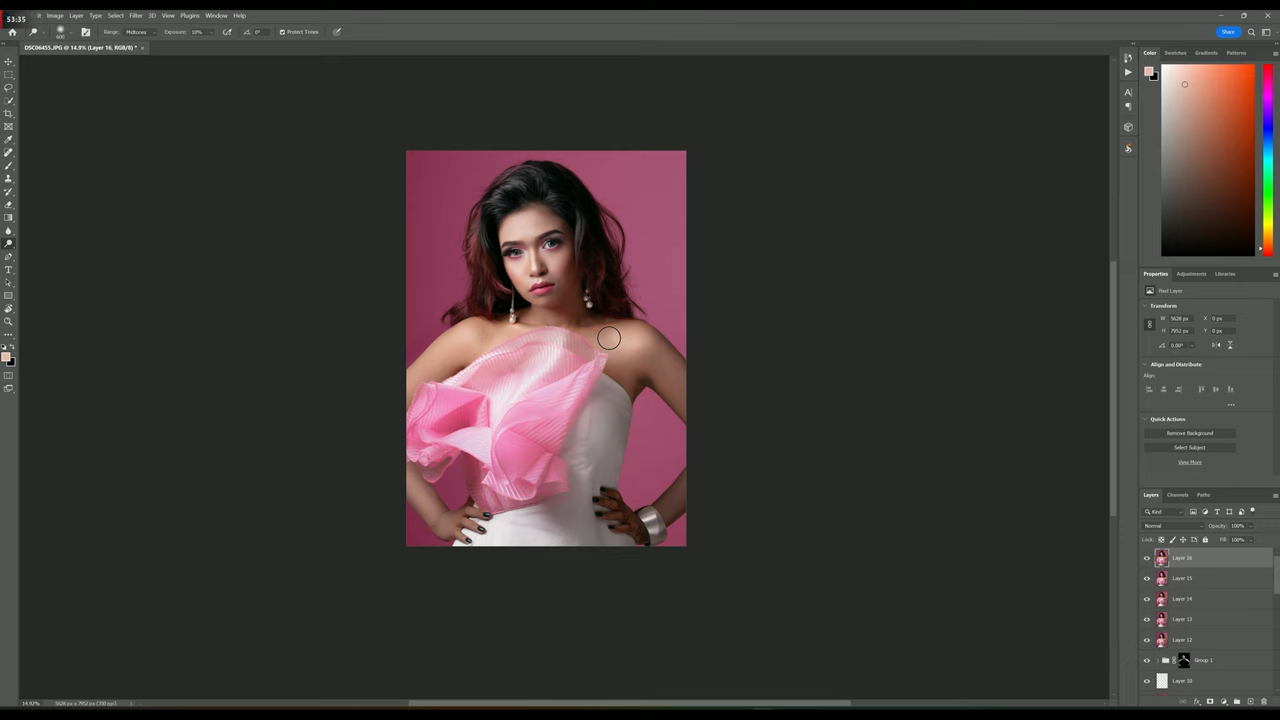 53:35
Image Layer Type Select Filter 3D View Plugins Window Help
600 Range: Midtones Exposure: 10% 0° Protect Tones Share
DSC06455.JPG @ 14.9% (Layer 16, RGB/8) *
Color Swatches Gradients Patterns
Properties Adjustments Libraries
Pixel Layer
Transform
W 5628 px X 0 px
H 7952 px Y 0 px
0.00°
Align and Distribute
Align:
Quick Actions
Remove Background
Select Subject
View More
Layers Channels Paths
Kind
Normal Opacity: 100%
Lock: Fill: 100%
Layer 16
Layer 15
Layer 14
Layer 13
Layer 12
Group 1
Layer 10
14.92% 5628 px x 7952 px (350 ppi)